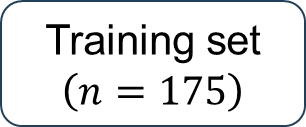 Training set
(n = 175)